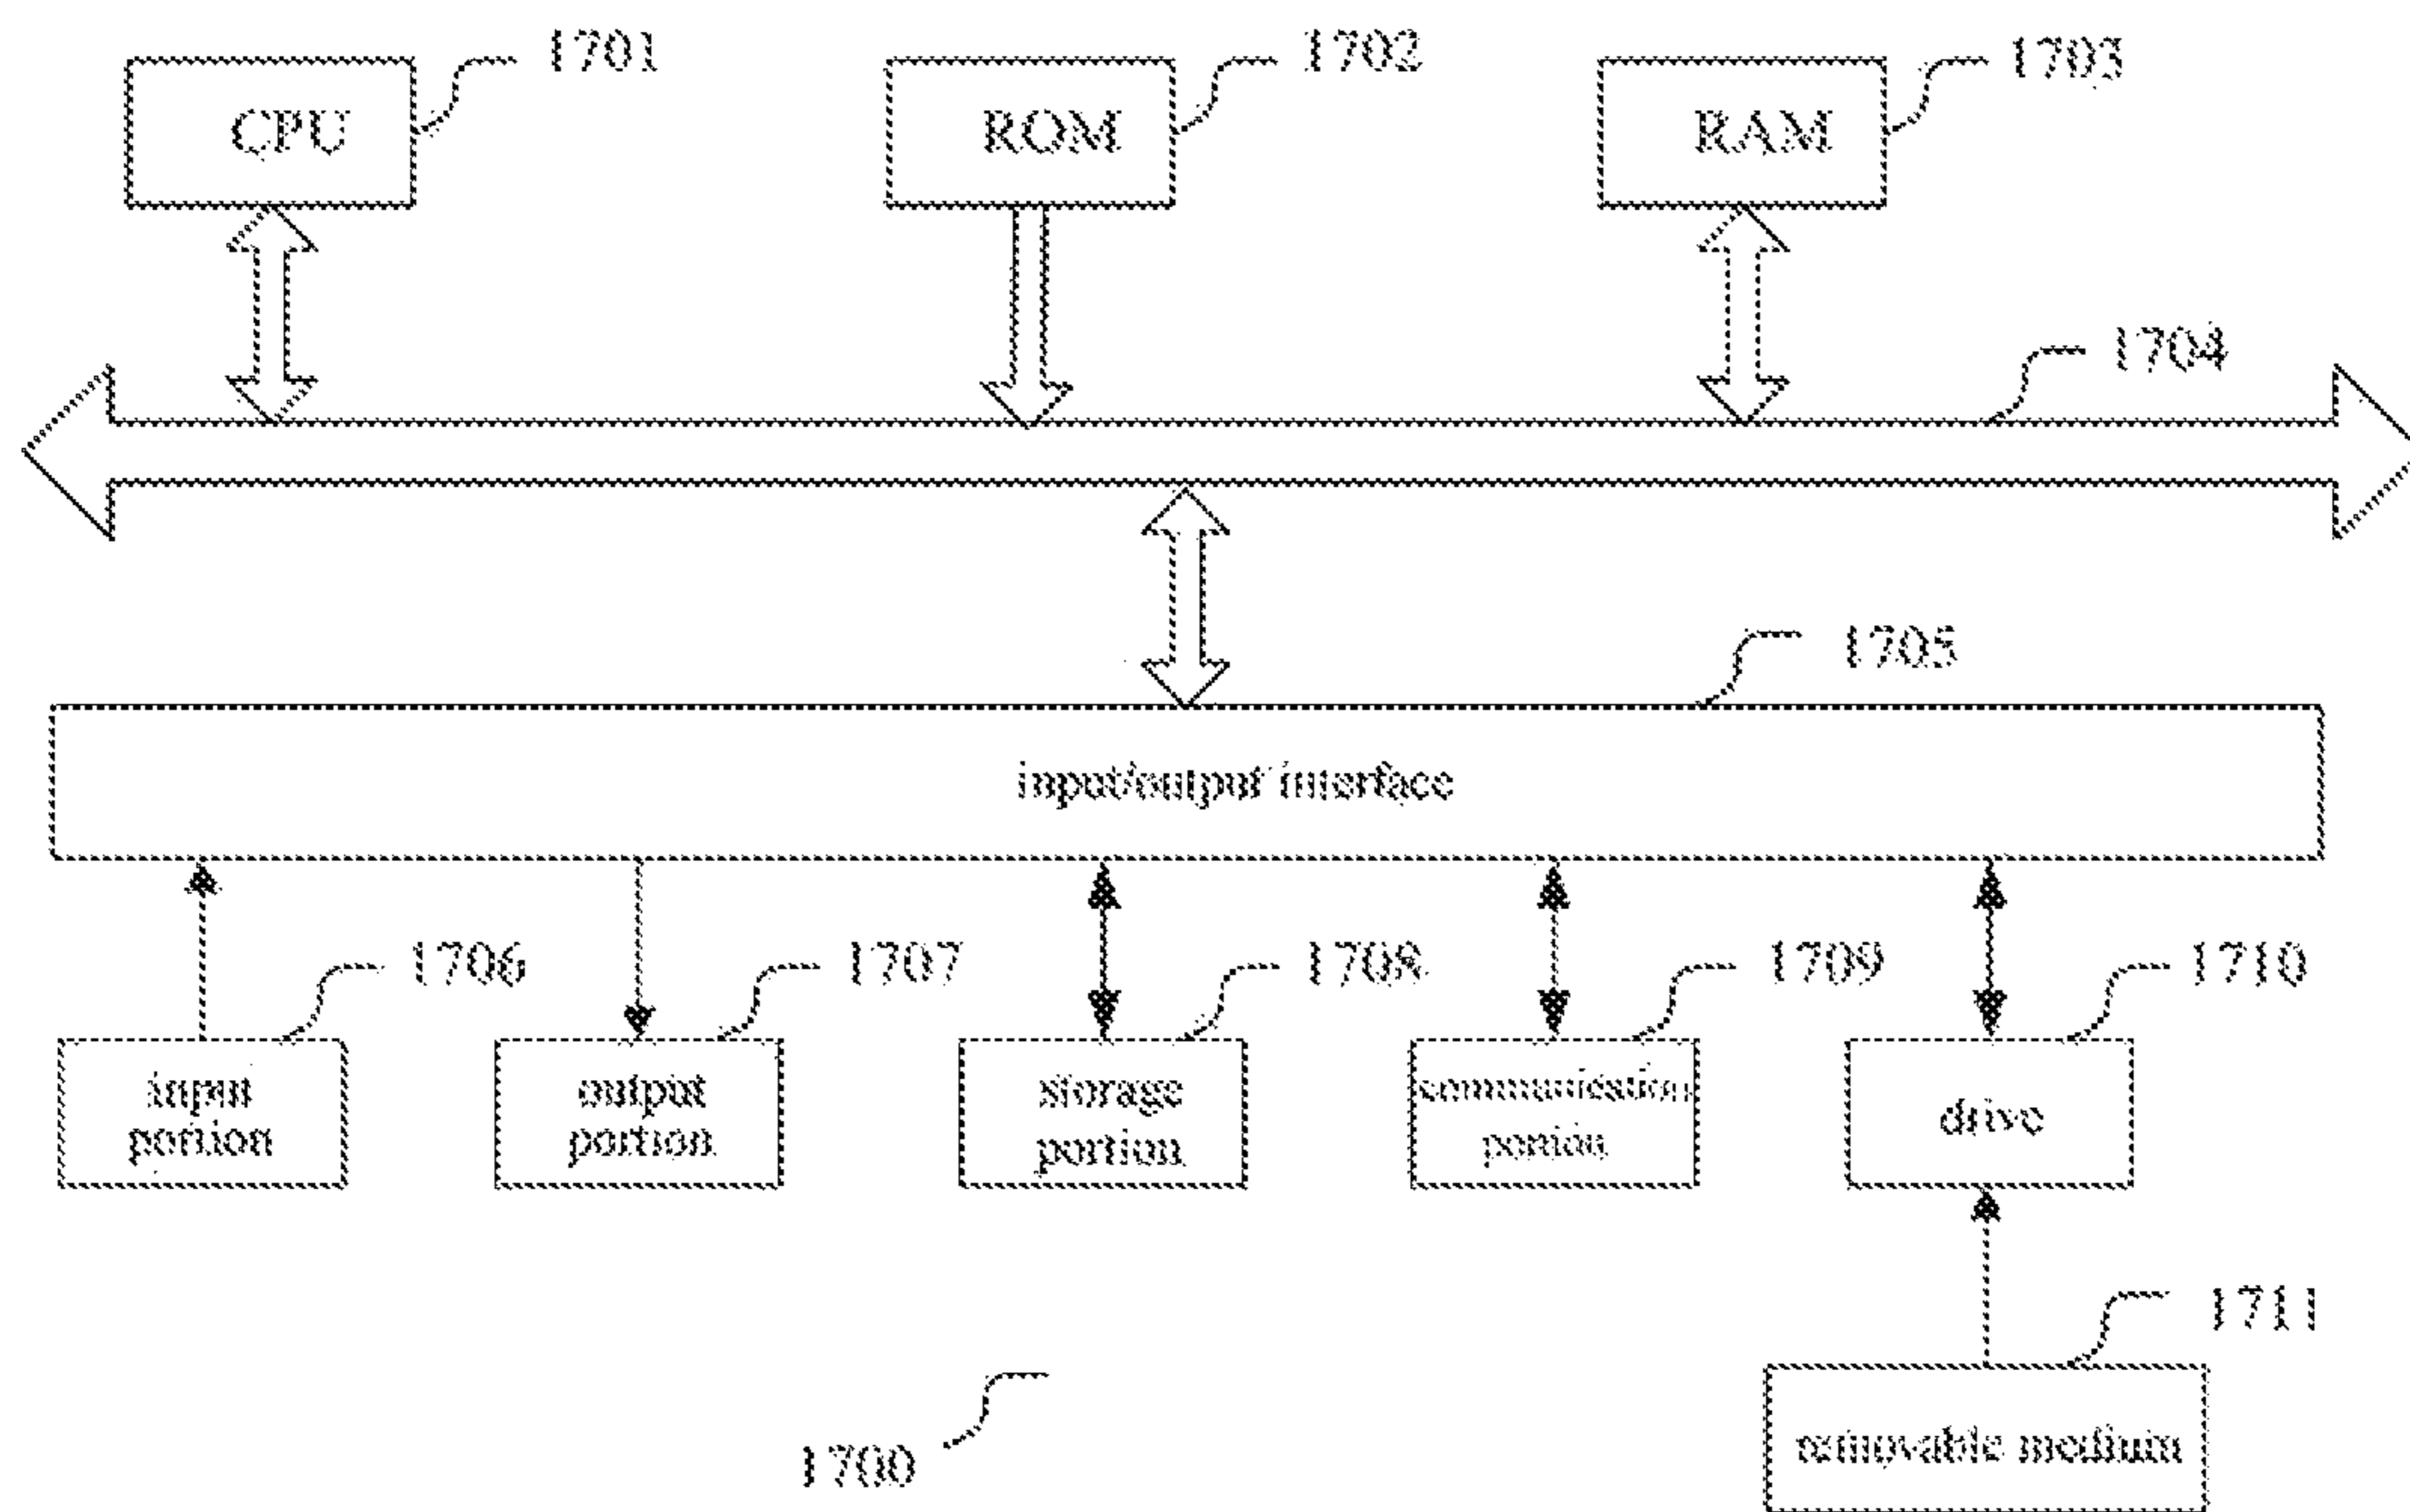 1701
1702
1703
CPU
ROM
RAM
1704
1705
input/output interface
1706
1707
1708
1709
1710
input
portion
output
portion
storage
portion
communication
portion
drive
1711
1700
removable medium